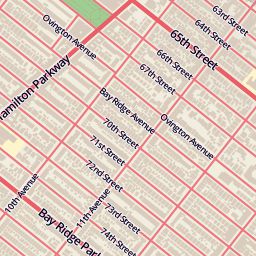 63rd Street
64th Street
65th Street
Ovington Avenue
66th Street
67th Street
Hamilton Parkway
Bay Ridge Avenue
Ovington Avenue
70th Street
71st Street
72nd Street
10th Avenue
11th Avenue
73rd Street
Bay Ridge Par
74th Street